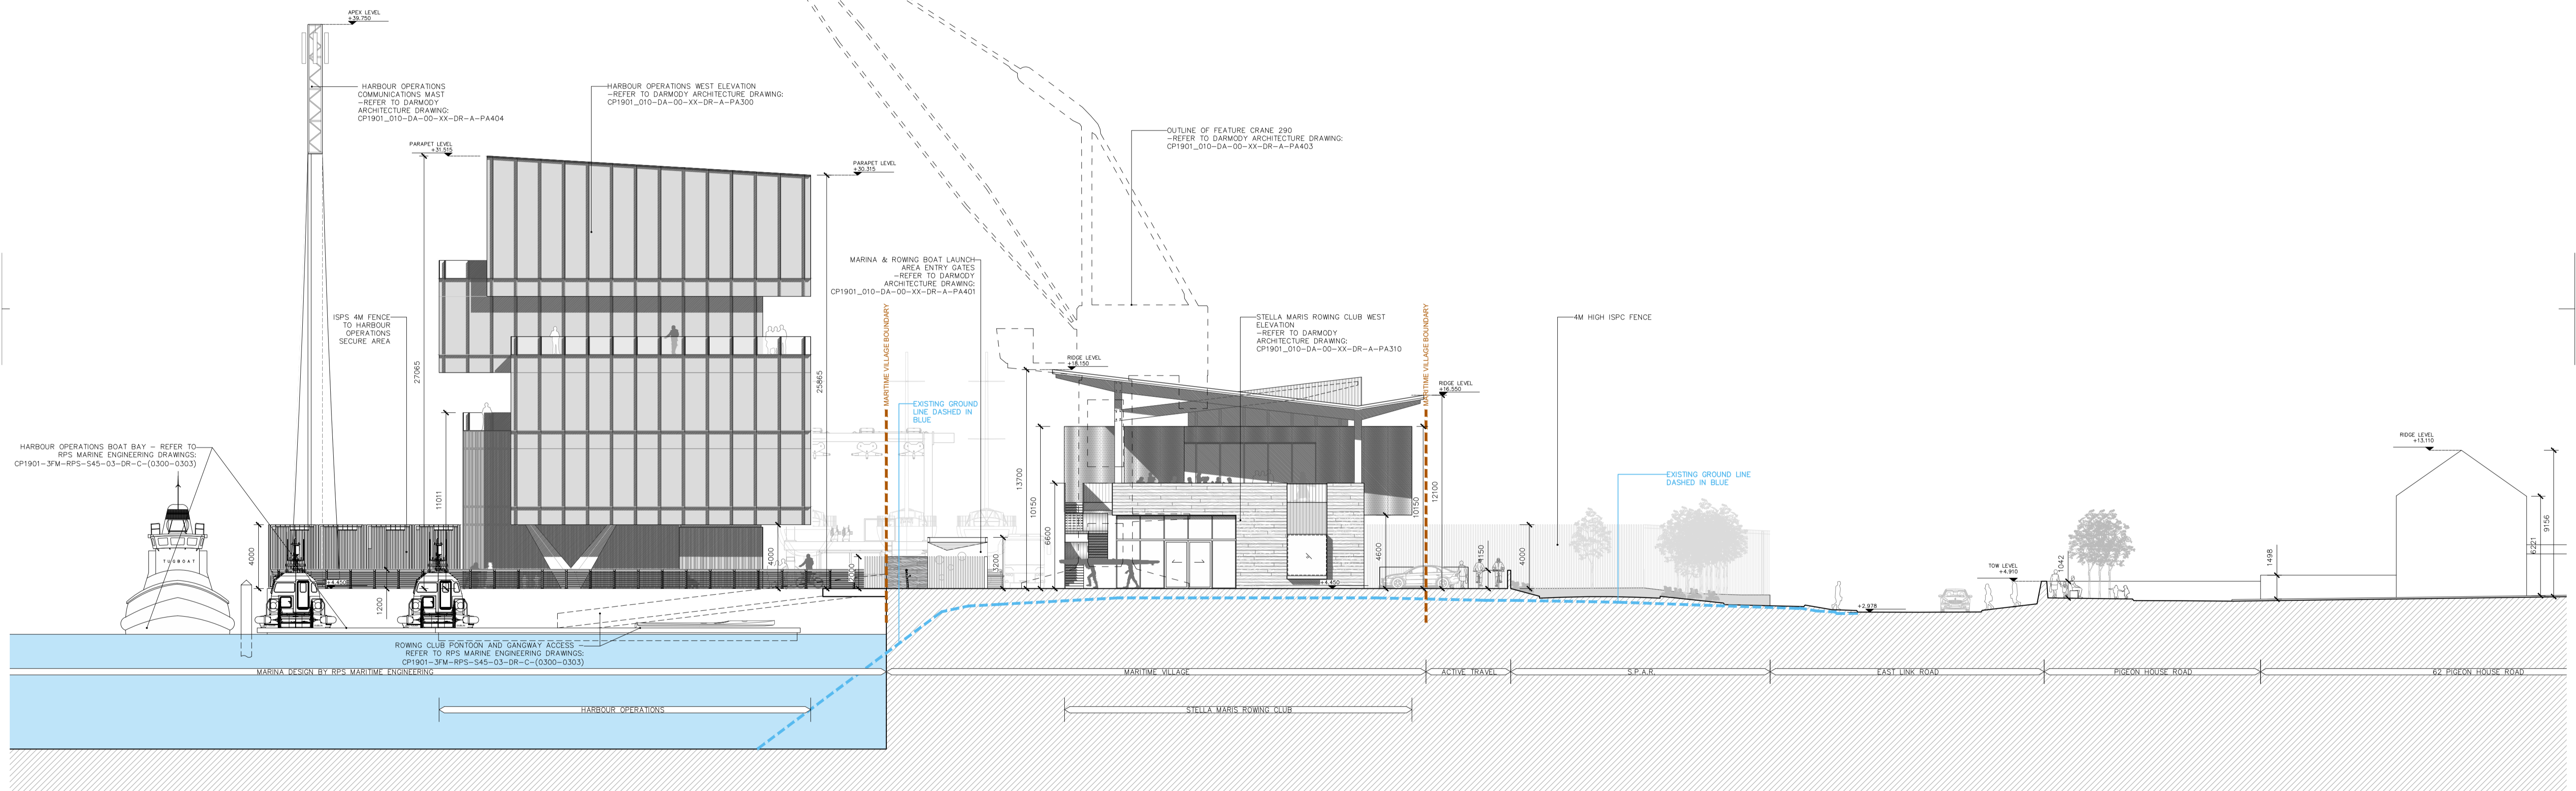 APEX LEVEL
+39.750
HARBOUR OPERATIONS
COMMUNICATIONS MAST
-REFER TO DARMODY
ARCHITECTURE DRAWING:
CP1901_010-DA-00-XX-DR-A-PA404
HARBOUR OPERATIONS WEST ELEVATION
-REFER TO DARMODY ARCHITECTURE DRAWING:
CP1901_010-DA-00-XX-DR-A-PA300
OUTLINE OF FEATURE CRANE 290
-REFER TO DARMODY ARCHITECTURE DRAWING:
CP1901_010-DA-00-XX-DR-A-PA403
PARAPET LEVEL
+31.515
PARAPET LEVEL
+30.315
MARINA & ROWING BOAT LAUNCH
AREA ENTRY GATES
-REFER TO DARMODY
ARCHITECTURE DRAWING:
CP1901_010-DA-00-XX-DR-A-PA401
ISPS 4M FENCE
TO HARBOUR
OPERATIONS
SECURE AREA
STELLA MARIS ROWING CLUB WEST
ELEVATION
-REFER TO DARMODY
ARCHITECTURE DRAWING:
CP1901_010-DA-00-XX-DR-A-PA310
4M HIGH ISPC FENCE
MARITIME VILLAGE BOUNDARY
MARITIME VILLAGE BOUNDARY
RIDGE LEVEL
+18.150
RIDGE LEVEL
+16.550
27065
25865
EXISTING GROUND
LINE DASHED IN
BLUE
HARBOUR OPERATIONS BOAT BAY - REFER TO
RPS MARINE ENGINEERING DRAWINGS:
CP1901-3FM-RPS-S45-03-DR-C-(0300-0303)
RIDGE LEVEL
+13.110
EXISTING GROUND LINE
DASHED IN BLUE
11011
13700
10150
6600
10150
12100
4600
1150
4000
TUGBOAT
4000
+4.450
1200
4000
2000
3200
+4.450
TOW LEVEL
+4.910
+2.978
1042
1498
6221
9156
ROWING CLUB PONTOON AND GANGWAY ACCESS -
REFER TO RPS MARINE ENGINEERING DRAWINGS:
CP1901-3FM-RPS-S45-03-DR-C-(0300-0303)
MARINA DESIGN BY RPS MARITIME ENGINEERING
MARITIME VILLAGE
ACTIVE TRAVEL
S.P.A.R.
EAST LINK ROAD
PIGEON HOUSE ROAD
62 PIGEON HOUSE ROAD
HARBOUR OPERATIONS
STELLA MARIS ROWING CLUB